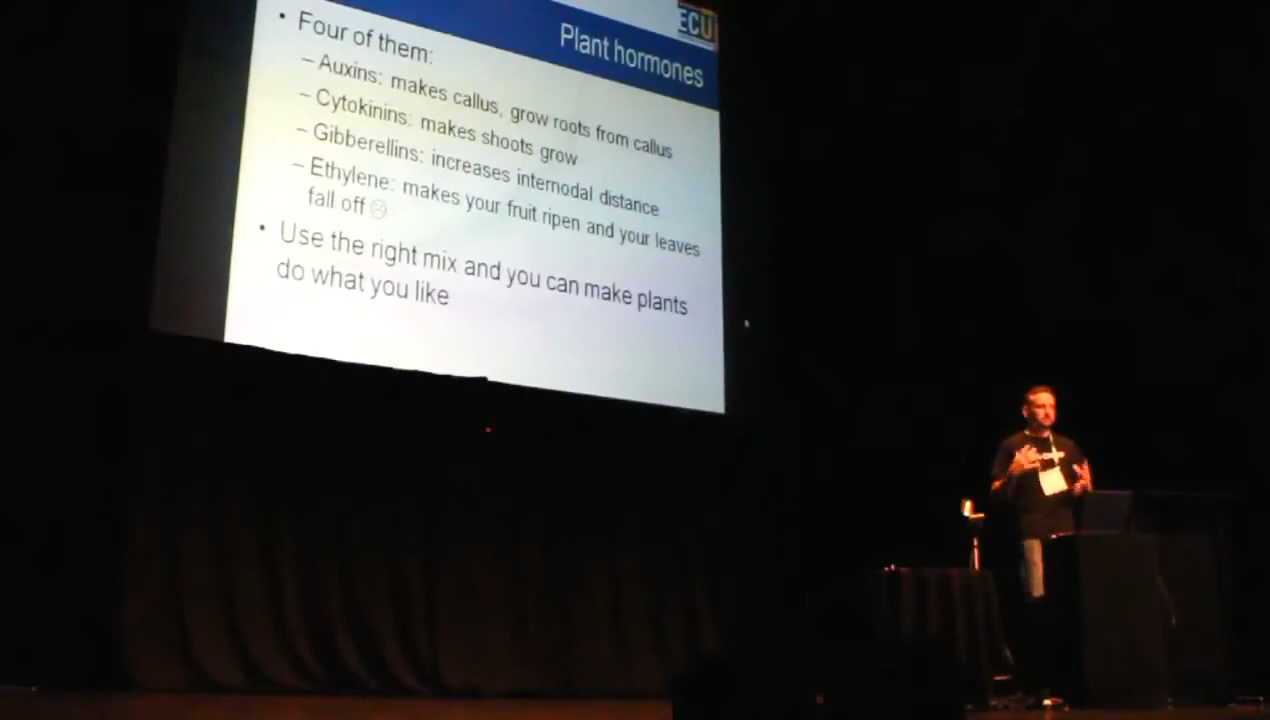 ECU
Plant hormones
• Four of them:
– Auxins: makes callus, grow roots from callus
– Cytokinins: makes shoots grow
– Gibberellins: increases internodal distance
– Ethylene: makes your fruit ripen and your leaves
fall off ☹
• Use the right mix and you can make plants
do what you like